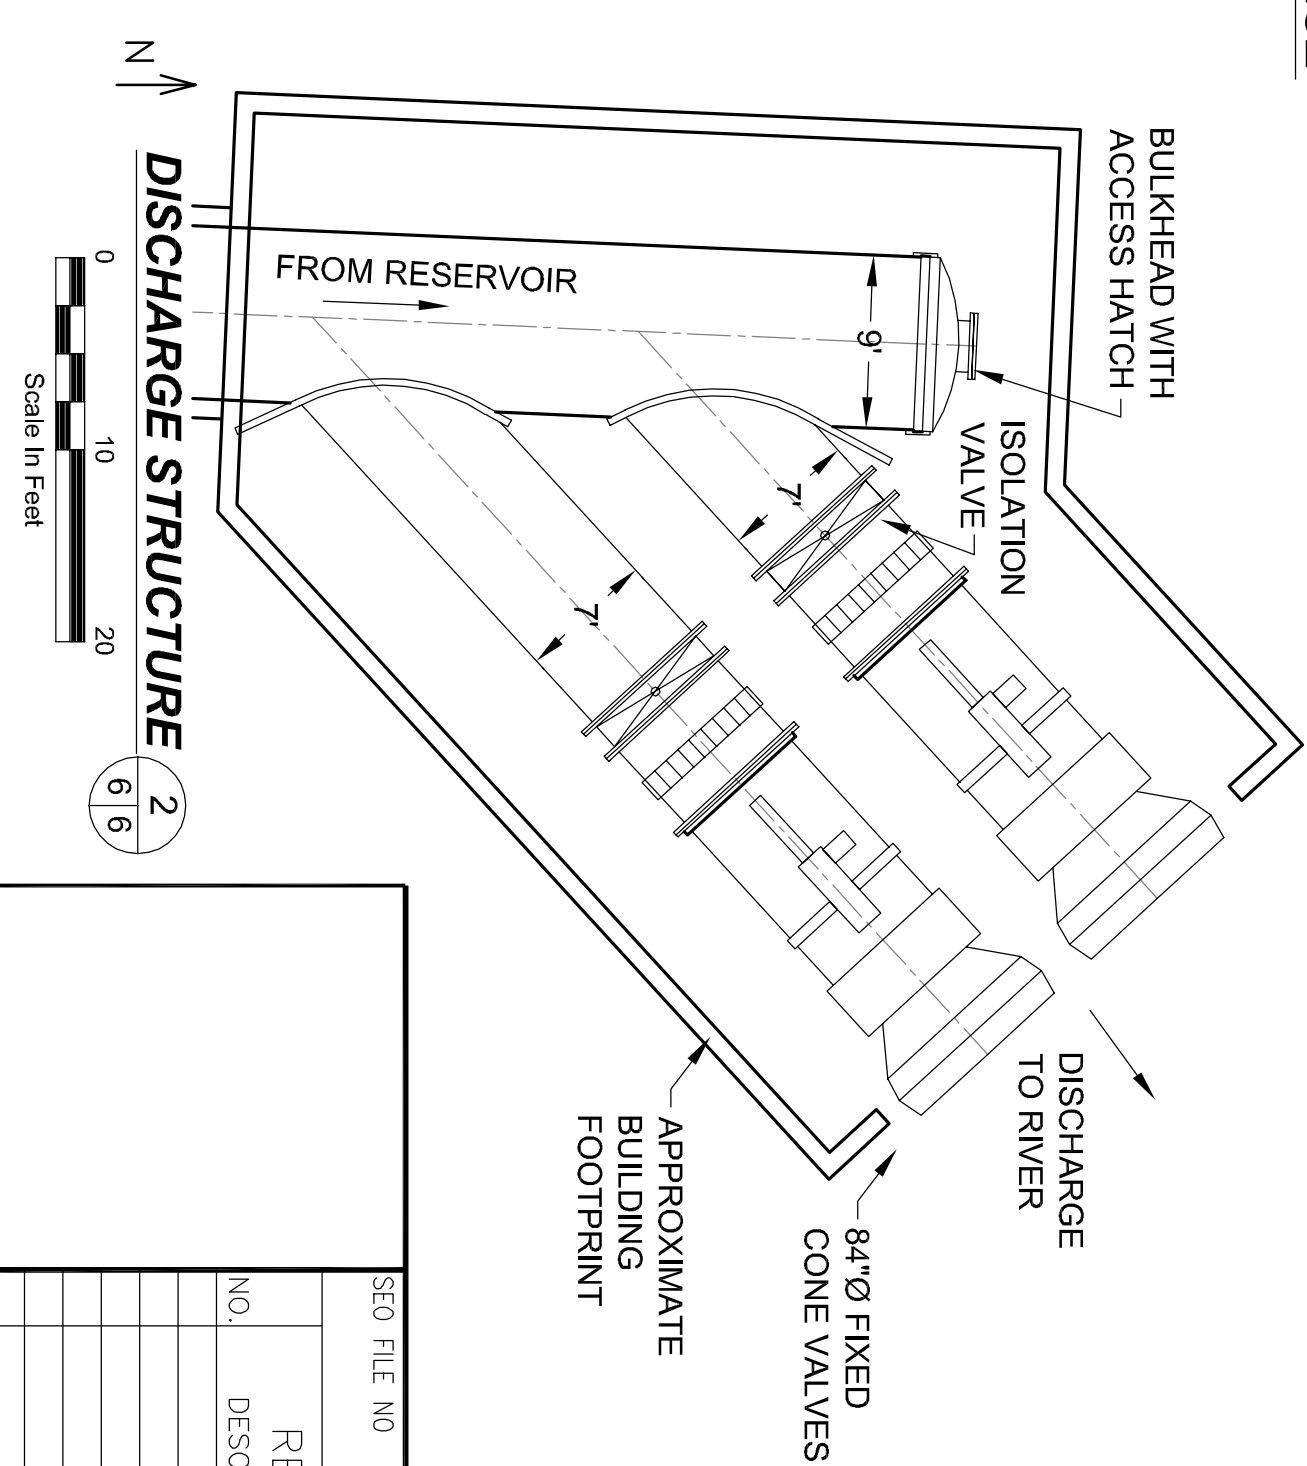 BULKHEAD WITH
ACCESS HATCH
ISOLATION
VALVE
FROM RESERVOIR
9'
7'
7'
DISCHARGE
TO RIVER
84"Ø FIXED
CONE VALVES
APPROXIMATE
BUILDING
FOOTPRINT
N
DISCHARGE STRUCTURE
2
6 6
0 10 20
Scale In Feet
SEO FILE NO
NO.